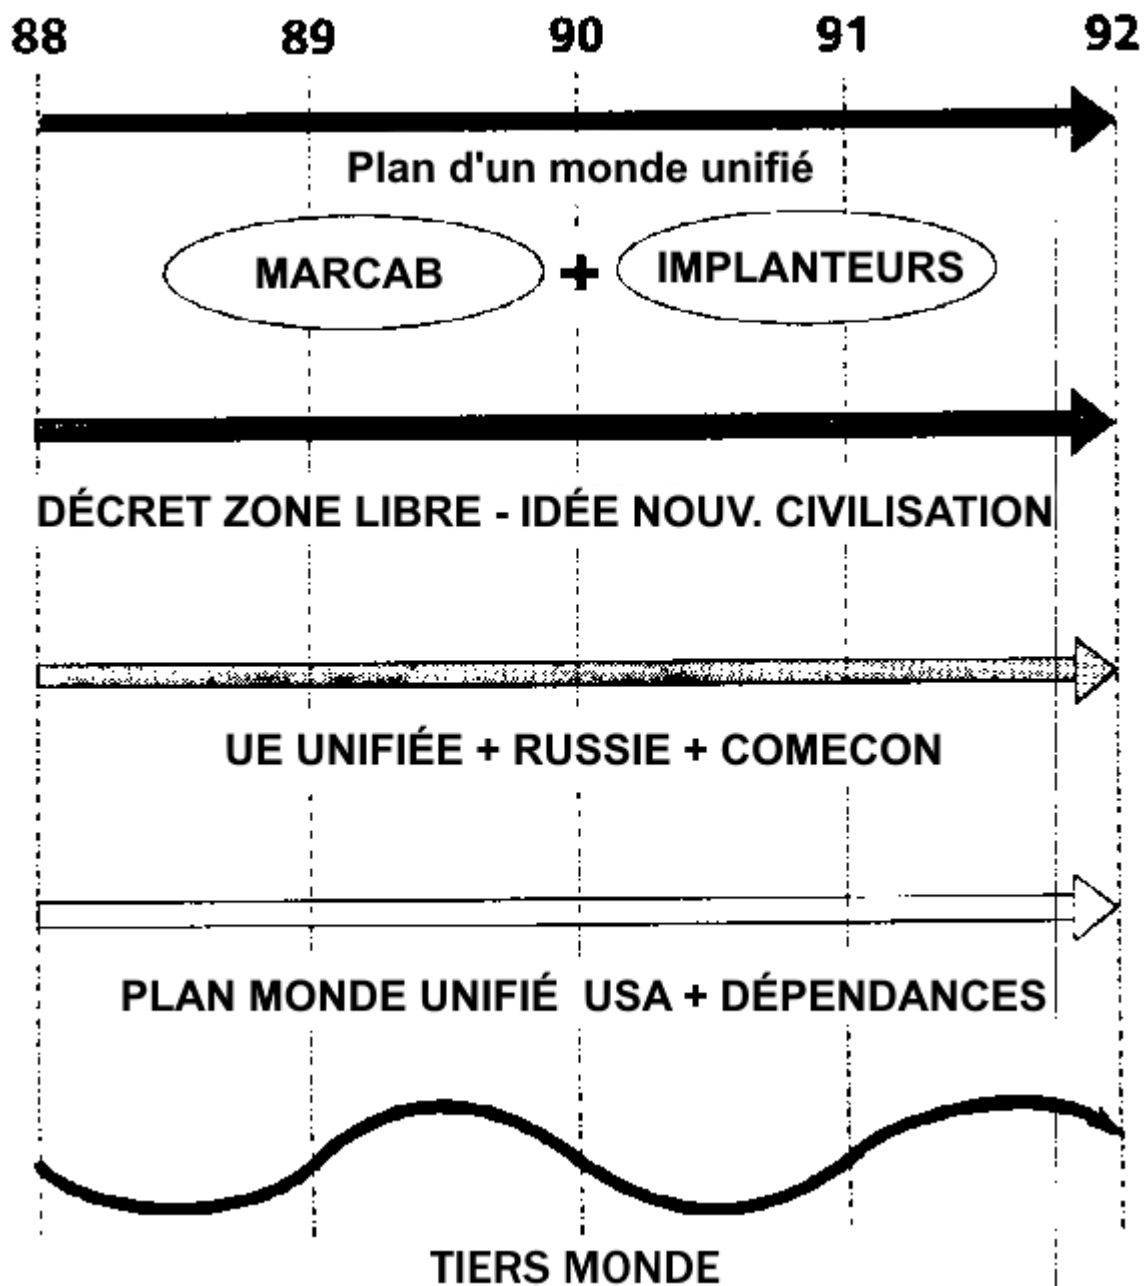 88 89 90 91 92
Plan d'un monde unifié
MARCAB + IMPLANTEURS
DÉCRET ZONE LIBRE - IDÉE NOUV. CIVILISATION
UE UNIFIÉE + RUSSIE + COMECON
PLAN MONDE UNIFIÉ USA + DÉPENDANCES
TIERS MONDE